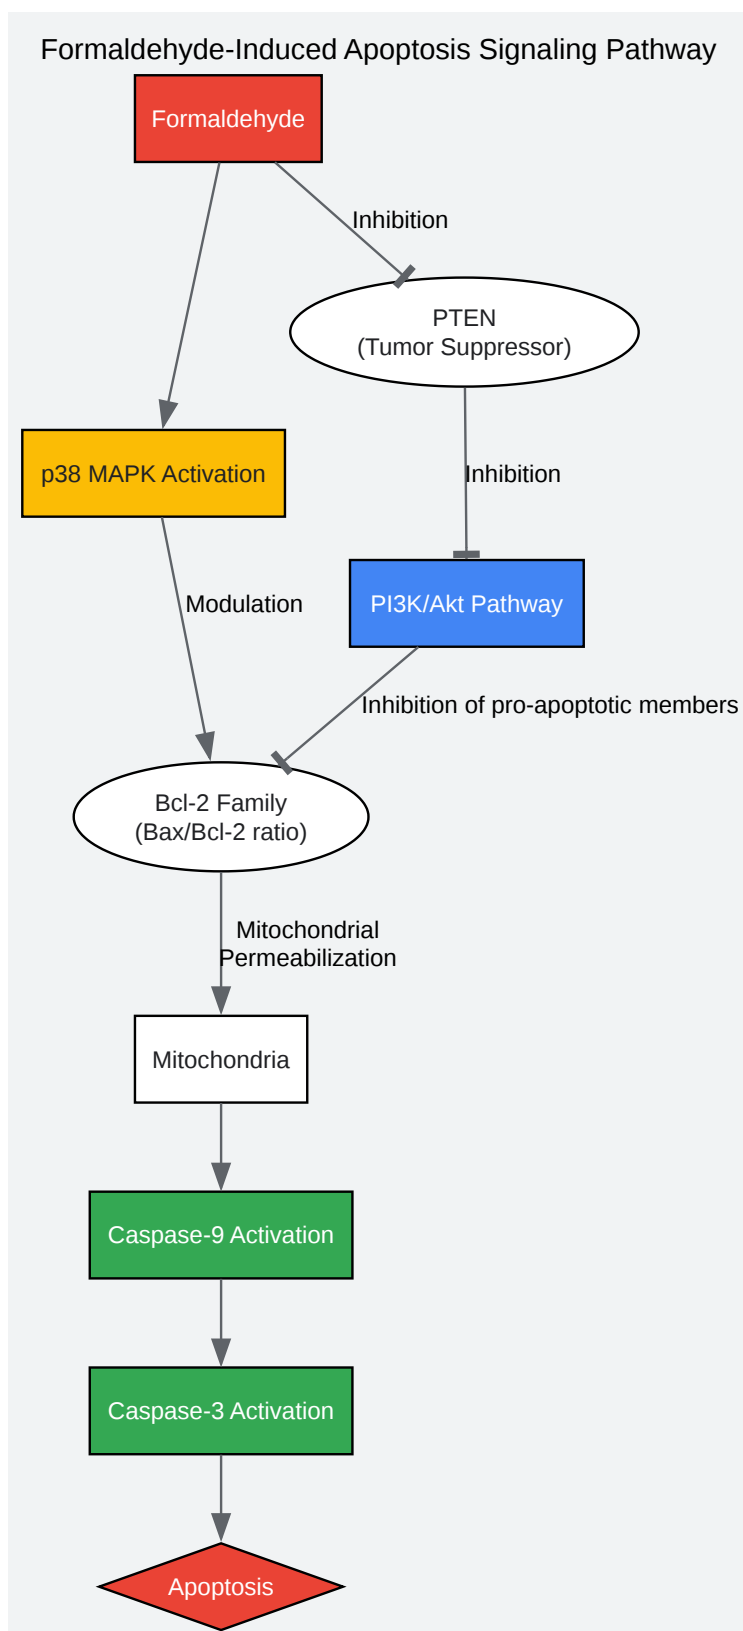 Formaldehyde-Induced Apoptosis Signaling Pathway
Formaldehyde
Inhibition
PTEN
(Tumor Suppressor)
p38 MAPK Activation
Inhibition
Modulation
PI3K/Akt Pathway
Inhibition of pro-apoptotic members
Bcl-2 Family
(Bax/Bcl-2 ratio)
Mitochondrial
Permeabilization
Mitochondria
Caspase-9 Activation
Caspase-3 Activation
Apoptosis